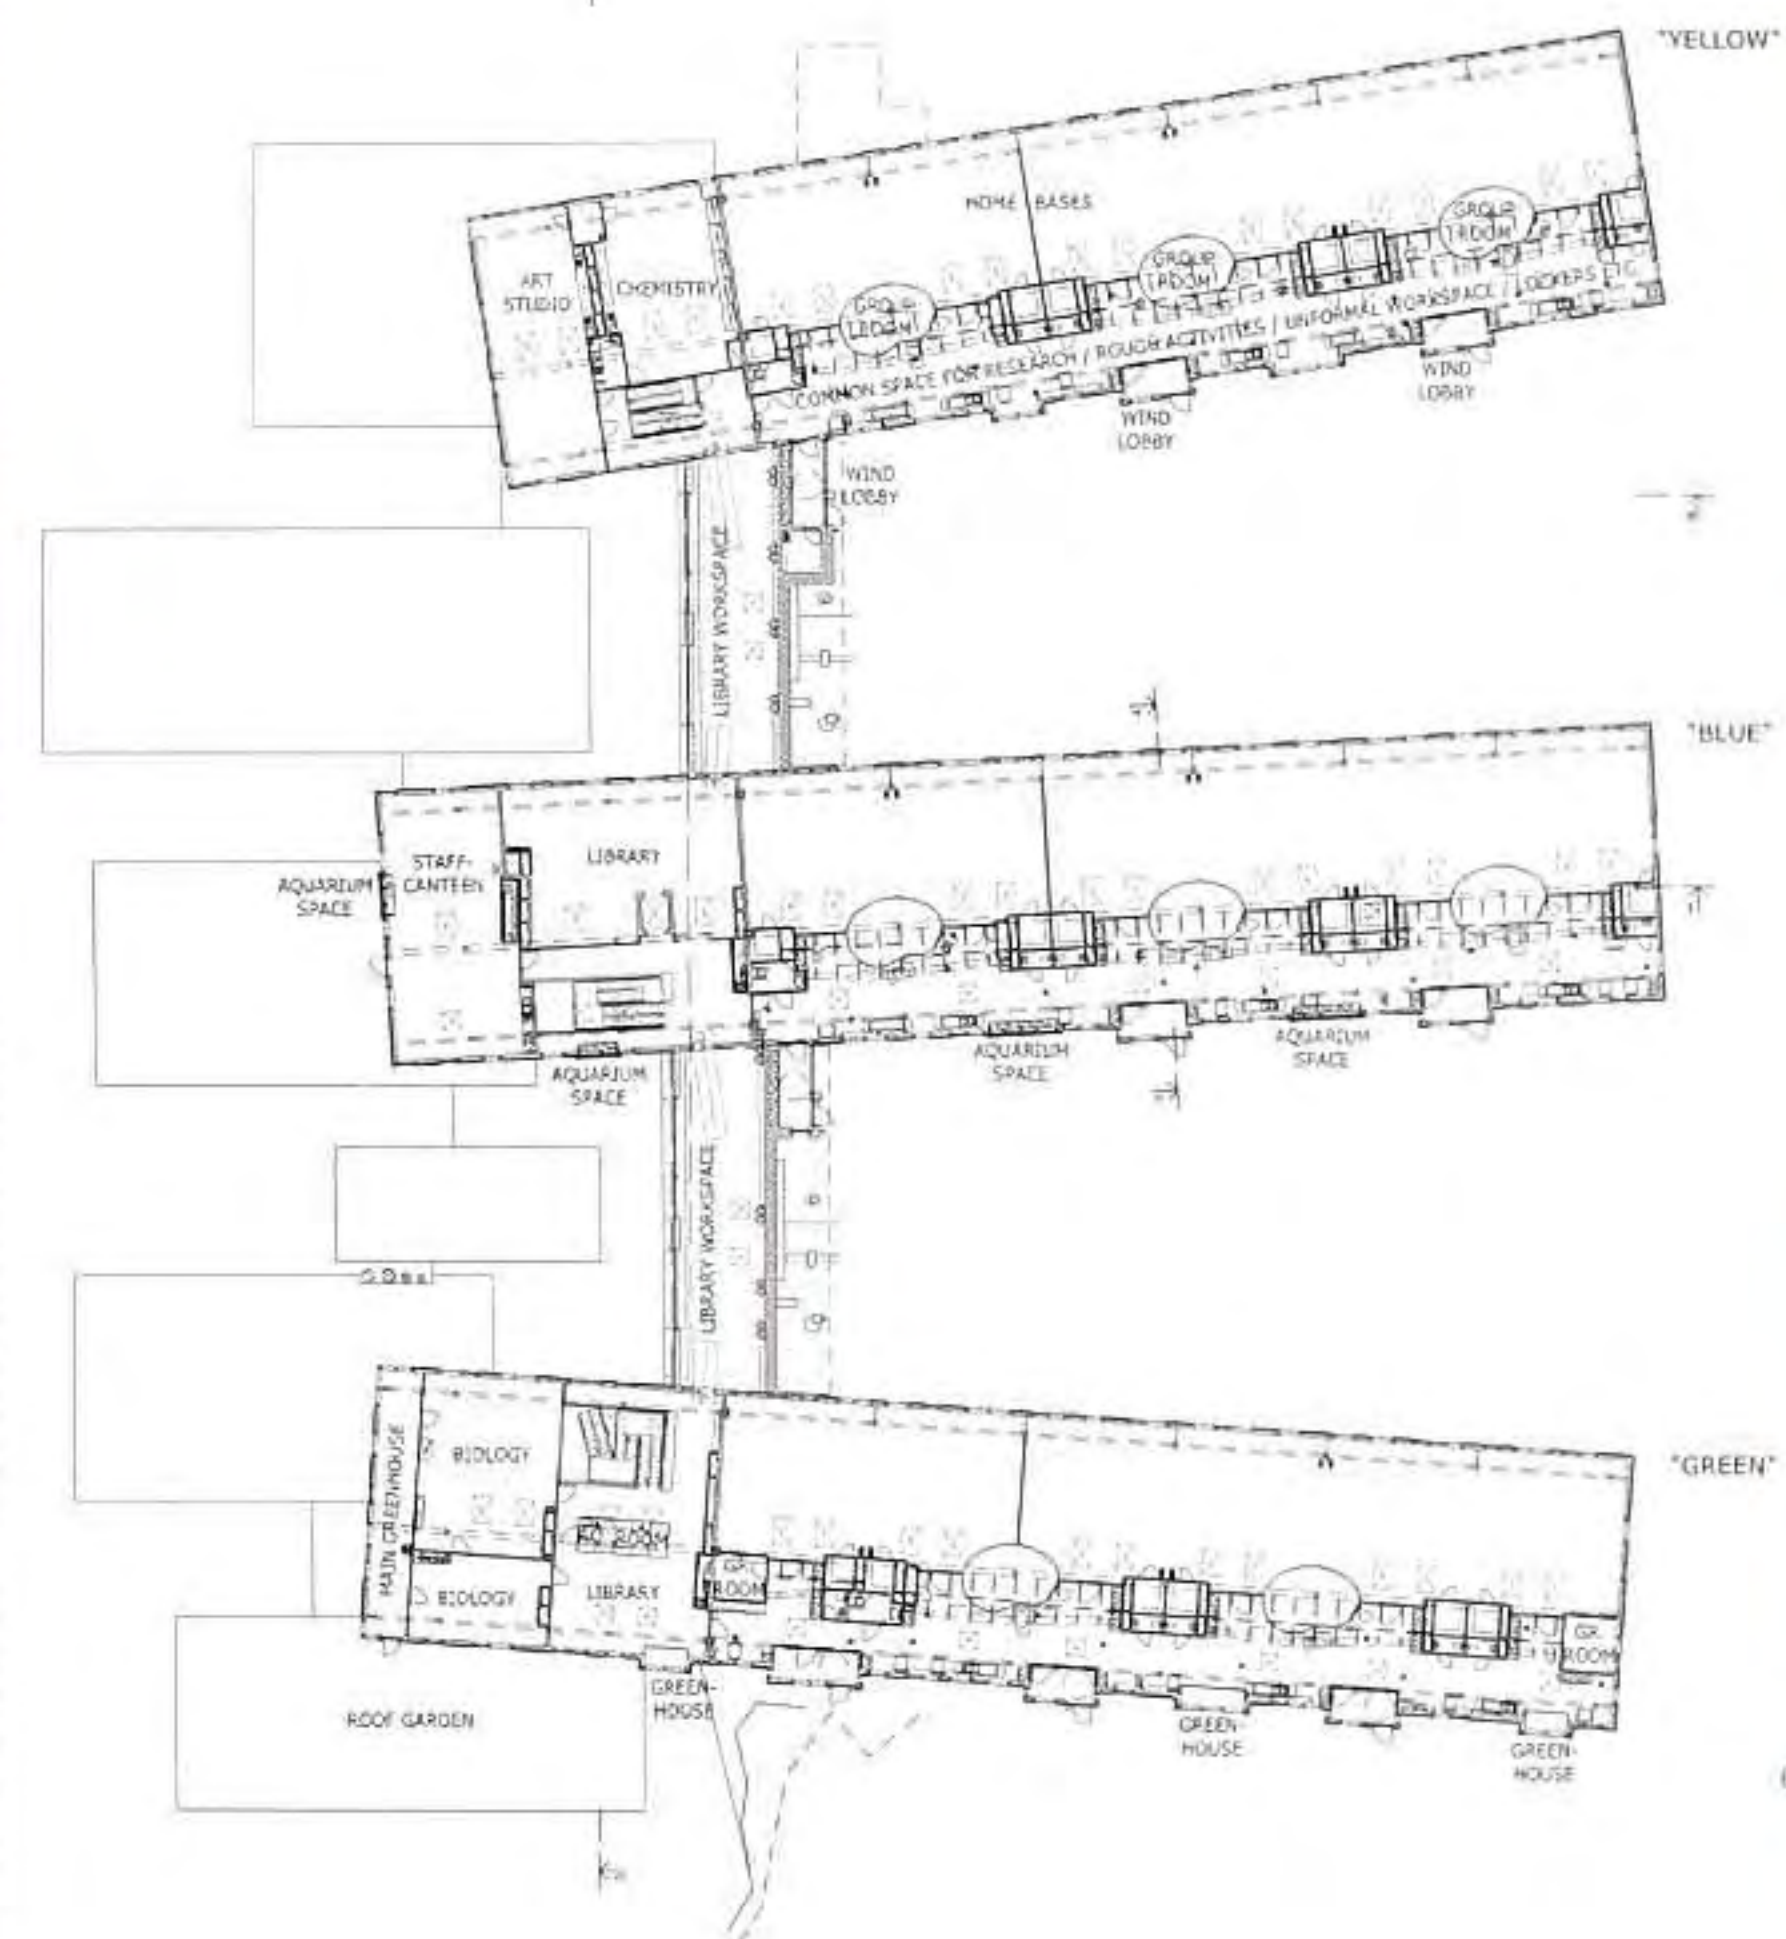 "YELLOW"
HOME BASES
GROUP
ROOM
GROUP
ROOM
GROUP
ROOM
ART
STUDIO
CHEMISTRY
COMMON SPACE FOR RESEARCH / ROUGH ACTIVITIES / UNFORMAL WORKSPACE / LOCKERS
WIND
LOBBY
WIND
LOBBY
WIND
LOBBY
LIBRARY WORKSPACE
"BLUE"
STAFF-
CANTEEN
LIBRARY
AQUARIUM
SPACE
AQUARIUM
SPACE
AQUARIUM
SPACE
AQUARIUM
SPACE
LIBRARY WORKSPACE
"GREEN"
MAIN GREENHOUSE
BIOLOGY
BIOLOGY
ROOM
LIBRARY
GR.
ROOM
GR.
ROOM
ROOF GARDEN
GREEN-
HOUSE
GREEN
HOUSE
GREEN-
HOUSE